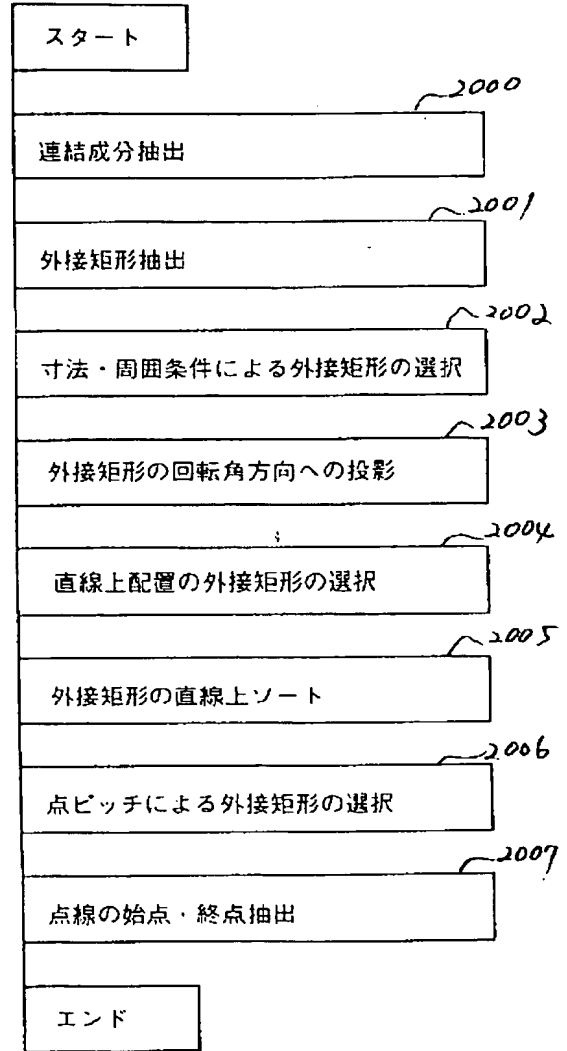 スタート
2000
連結成分抽出
2001
外接矩形抽出
2002
寸法・周囲条件による外接矩形の選択
2003
外接矩形の回転角方向への投影
2004
直線上配置の外接矩形の選択
2005
外接矩形の直線上ソート
2006
点ピッチによる外接矩形の選択
2007
点線の始点・終点抽出
エンド